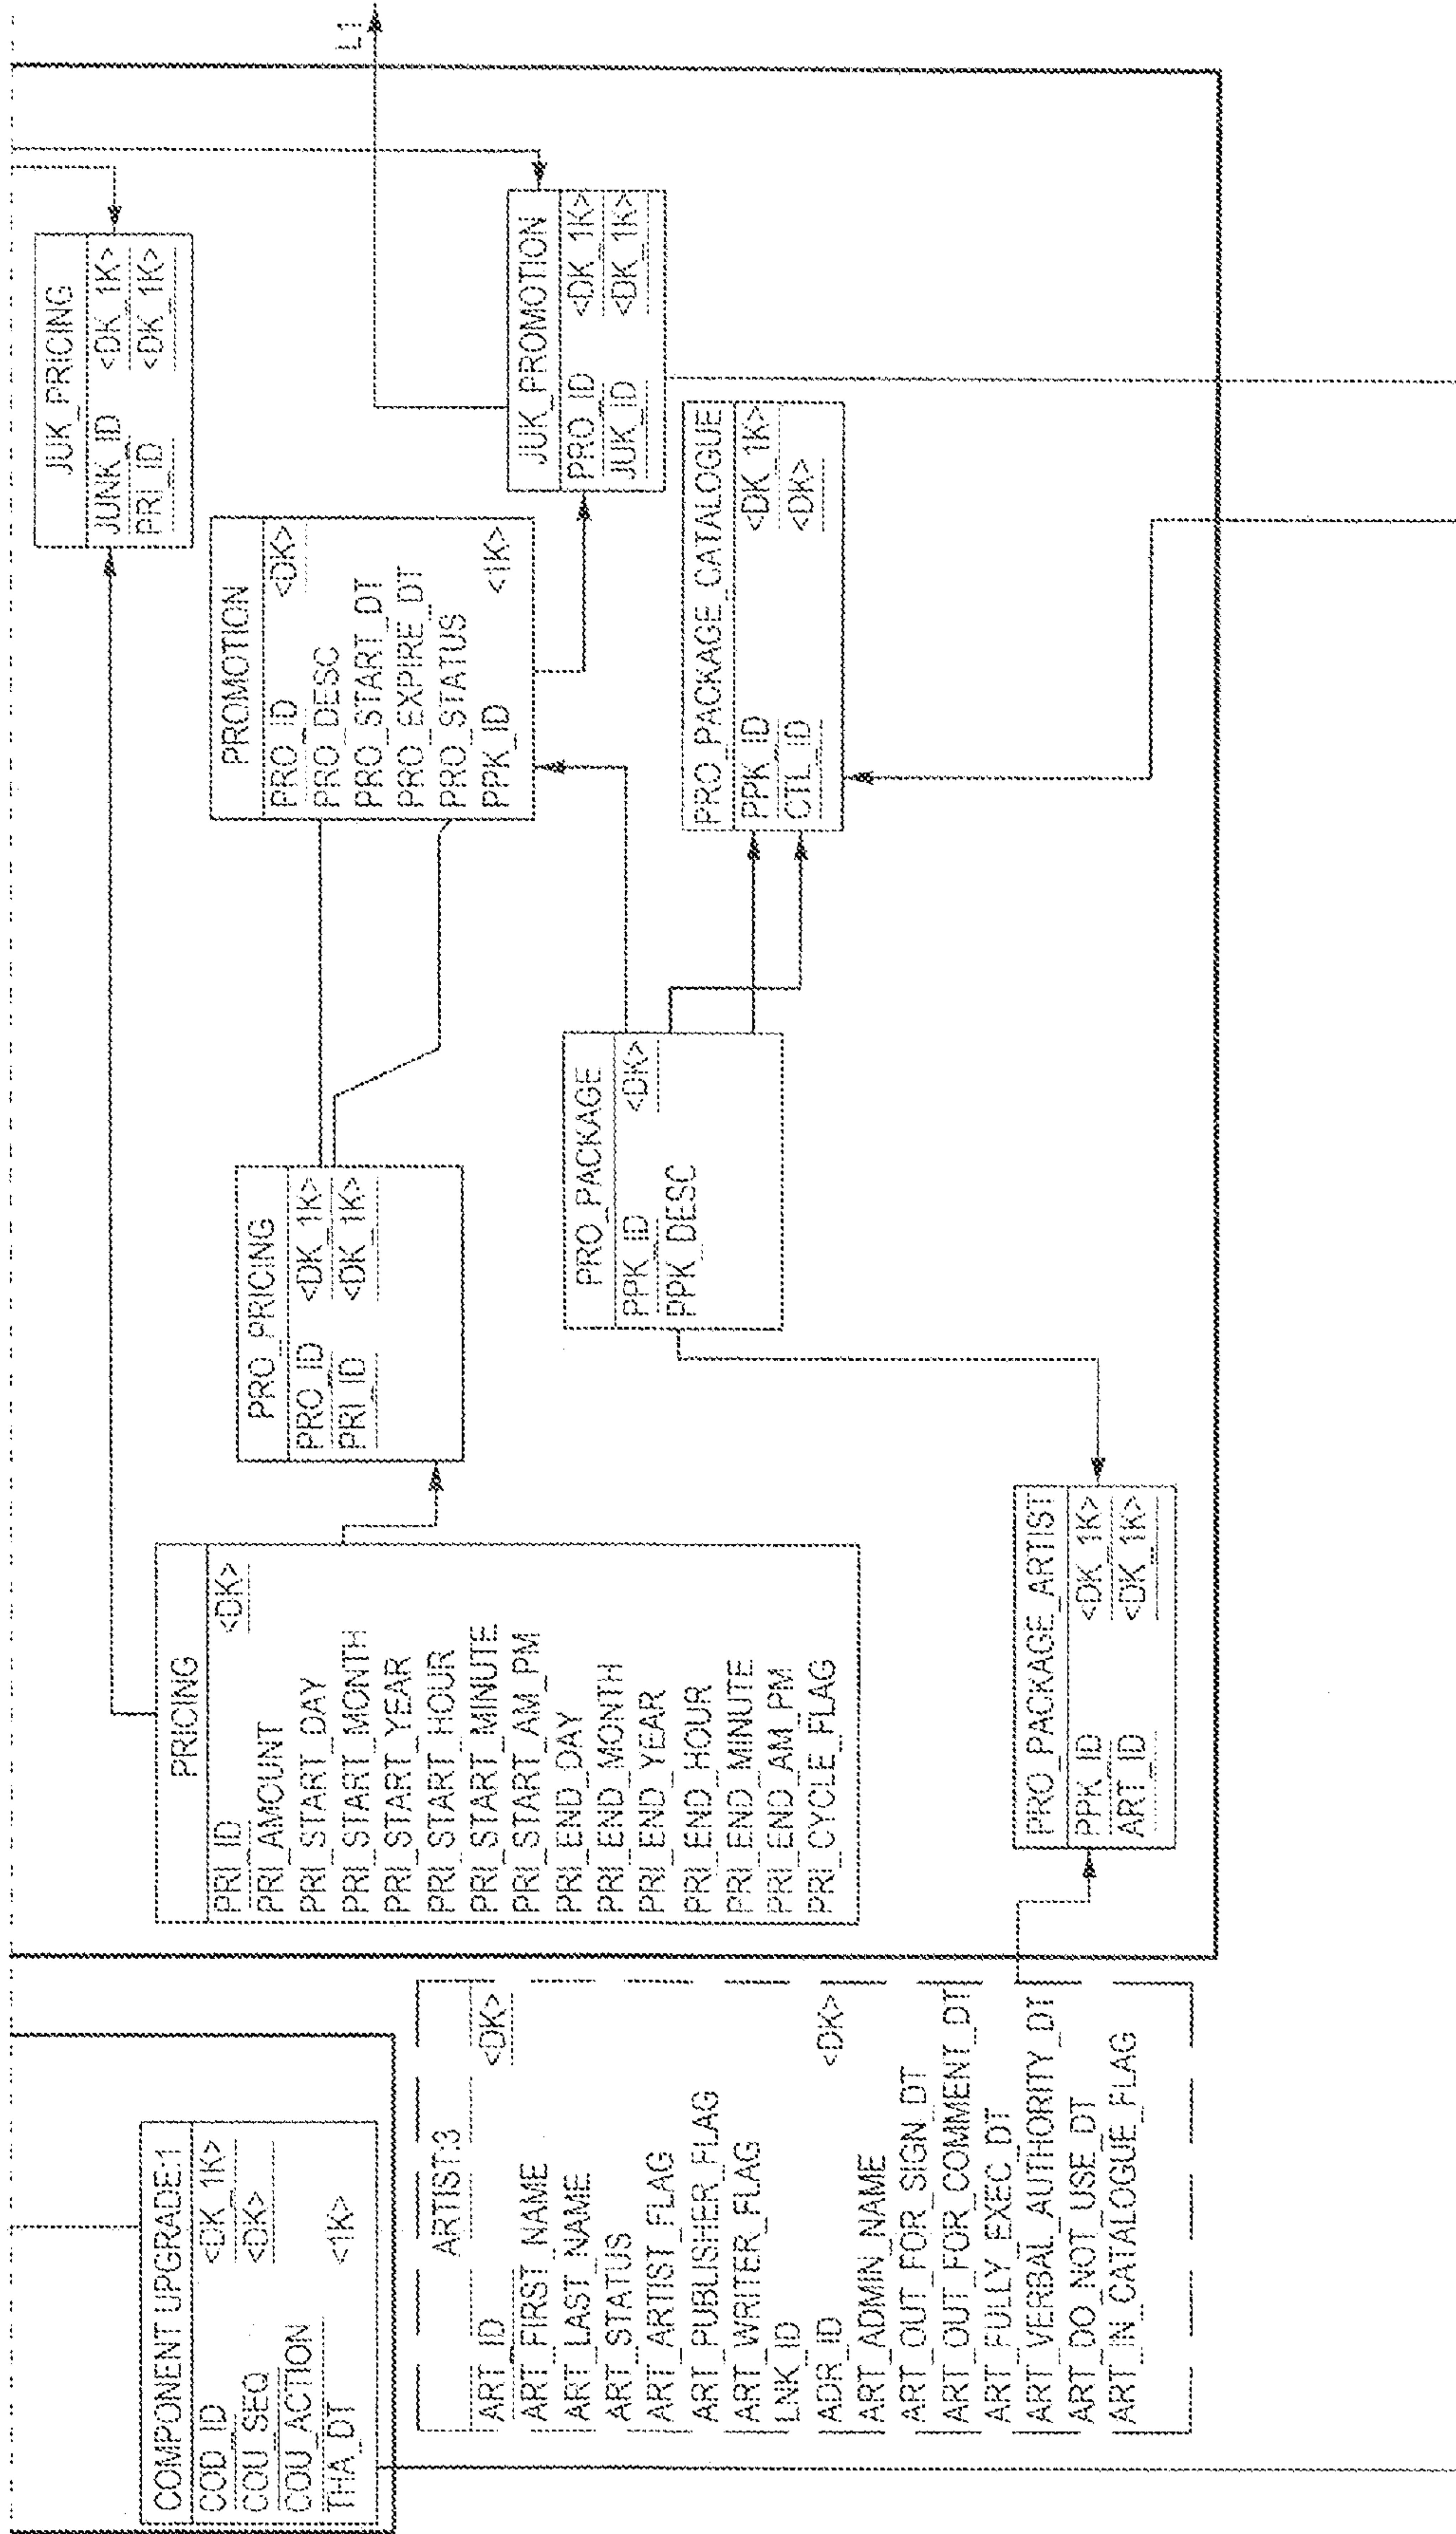 COMPONENT UPGRADE:1
COD_ID <DK_1K>
COU_SEQ <DK>
COU_ACTION
THA_DT <1K>
ARTIST:3
ART_ID <DK>
ART_FIRST_NAME
ART_LAST_NAME
ART_STATUS
ART_ARTIST_FLAG
ART_PUBLISHER_FLAG
ART_WRITER_FLAG
LNK_ID
ADR_ID <DK>
ART_ADMIN_NAME
ART_OUT_FOR_SIGN_DT
ART_OUT_FOR_COMMENT_DT
ART_FULLY_EXEC_DT
ART_VERBAL_AUTHORITY_DT
ART_DO_NOT_USE_DT
ART_IN_CATALOGUE_FLAG
PRICING
PRI_ID <DK>
PRI_AMOUNT
PRI_START_DAY
PRI_START_MONTH
PRI_START_YEAR
PRI_START_HOUR
PRI_START_MINUTE
PRI_START_AM_PM
PRI_END_DAY
PRI_END_MONTH
PRI_END_YEAR
PRI_END_HOUR
PRI_END_MINUTE
PRI_END_AM_PM
PRI_CYCLE_FLAG
PRO_PACKAGE_ARTIST
PPK_ID <DK_1K>
ART_ID <DK_1K>
PRO_PRICING
PRO_ID <DK_1K>
PRI_ID <DK_1K>
PRO_PACKAGE
PPK_ID <DK>
PPK_DESC
PROMOTION
PRO_ID <DK>
PRO_DESC
PRO_START_DT
PRO_EXPIRE_DT
PRO_STATUS
PPK_ID <1K>
PRO_PACKAGE_CATALOGUE
PPK_ID <DK_1K>
CTL_ID <DK>
JUK_PRICING
JUNK_ID <DK_1K>
PRI_ID <DK_1K>
JUK_PROMOTION
PRO_ID <DK_1K>
JUK_ID <DK_1K>
L1